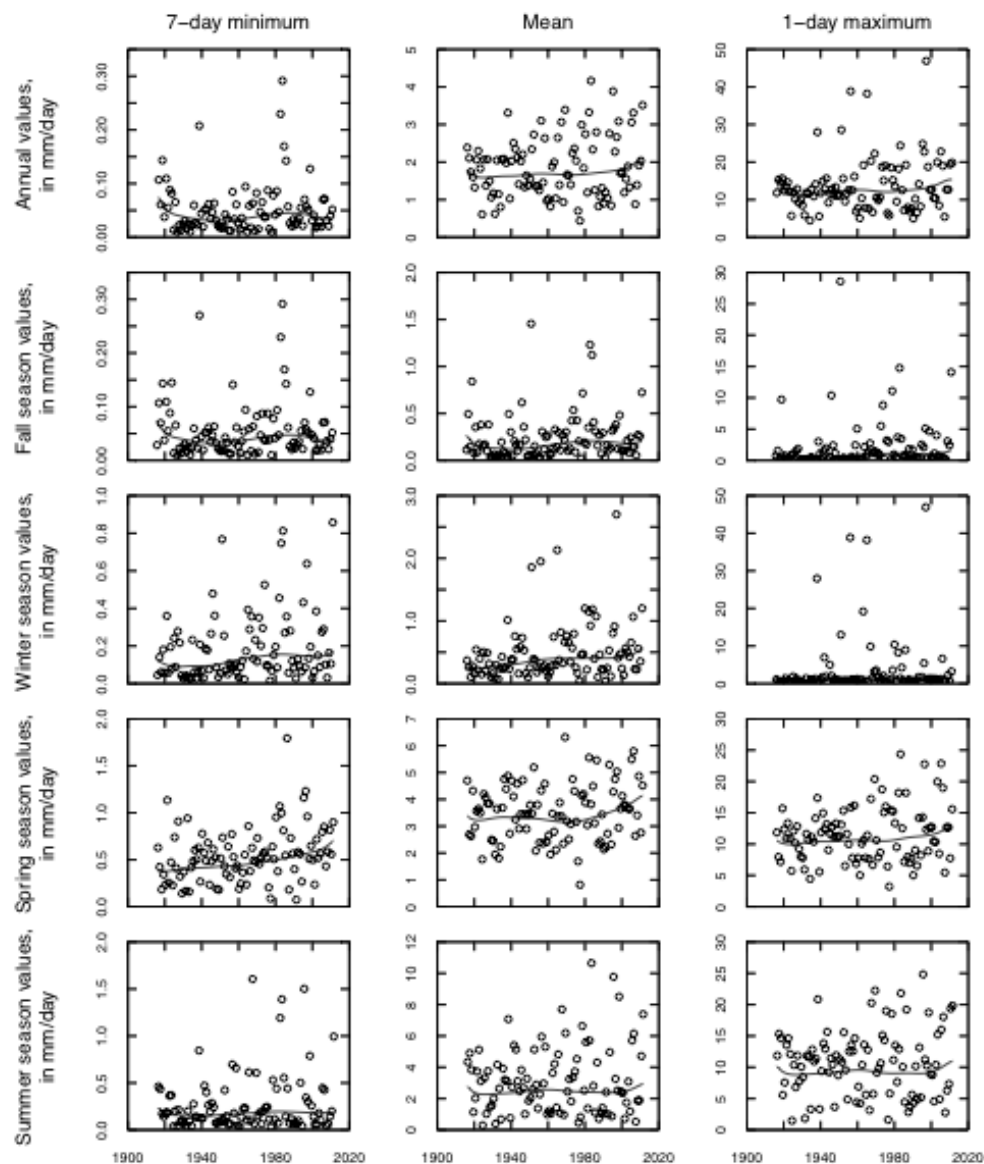 7-day minimum Mean 1-day maximum
Annual values,
in mm/day
0.00 0.10 0.20 0.30
0 1 2 3 4 5
0 10 20 30 40 50
Fall season values,
in mm/day
0.00 0.10 0.20 0.30
0.0 0.5 1.0 1.5 2.0
0 5 10 15 20 25 30
Winter season values,
in mm/day
0.0 0.2 0.4 0.6 0.8 1.0
0.0 1.0 2.0 3.0
0 10 20 30 40 50
Spring season values,
in mm/day
0.0 0.5 1.0 1.5 2.0
0 1 2 3 4 5 6 7
0 5 10 15 20 25 30
Summer season values,
in mm/day
0.0 0.5 1.0 1.5 2.0
0 2 4 6 8 10 12
0 5 10 15 20 25 30
1900 1940 1980 2020 1900 1940 1980 2020 1900 1940 1980 2020